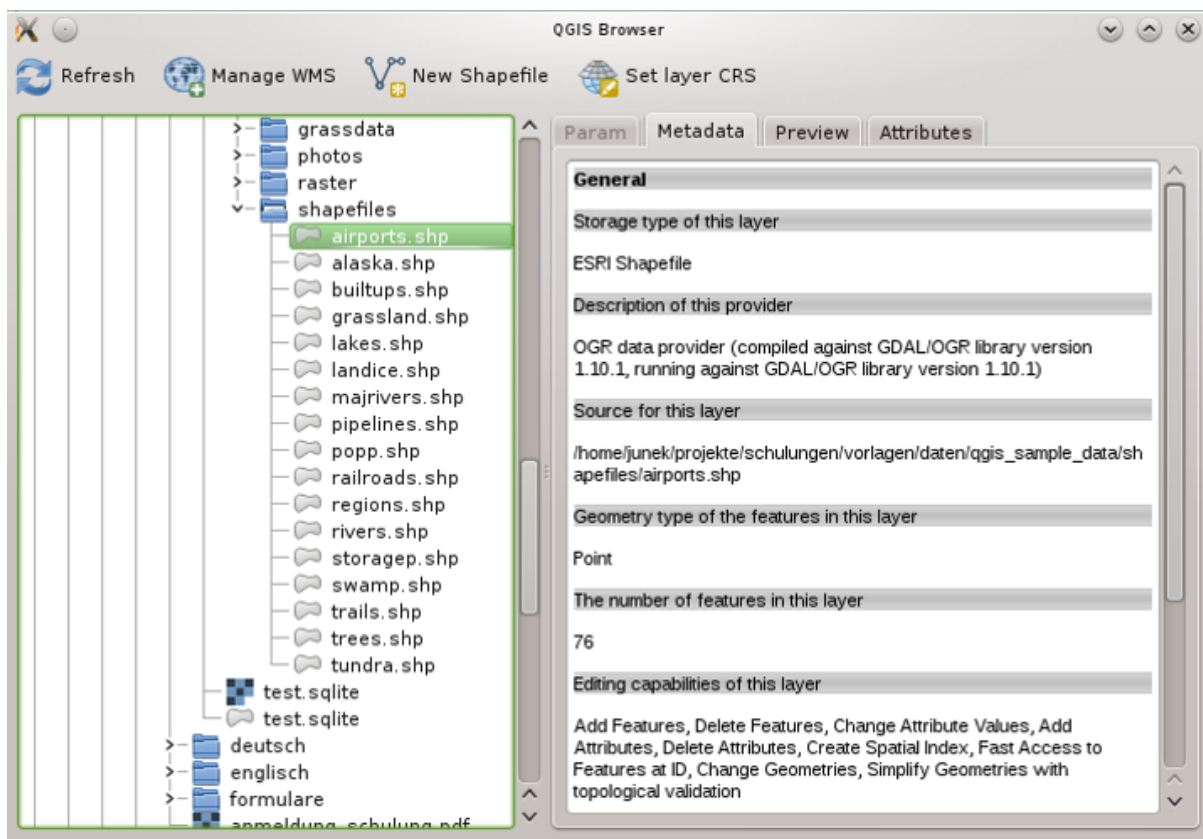 QGIS Browser
Refresh
Manage WMS
New Shapefile
Set layer CRS
grassdata
photos
raster
shapefiles
airports.shp
alaska.shp
builtups.shp
grassland.shp
lakes.shp
landice.shp
majrivers.shp
pipelines.shp
popp.shp
railroads.shp
regions.shp
rivers.shp
storagep.shp
swamp.shp
trails.shp
trees.shp
tundra.shp
test.sqlite
test.sqlite
deutsch
englisch
formulare
anmeldung_schulung.pdf
Param
Metadata
Preview
Attributes
General
Storage type of this layer
ESRI Shapefile
Description of this provider
OGR data provider (compiled against GDAL/OGR library version
1.10.1, running against GDAL/OGR library version 1.10.1)
Source for this layer
/home/junek/projekte/schulungen/vorlagen/daten/qgis_sample_data/sh
apefiles/airports.shp
Geometry type of the features in this layer
Point
The number of features in this layer
76
Editing capabilities of this layer
Add Features, Delete Features, Change Attribute Values, Add
Attributes, Delete Attributes, Create Spatial Index, Fast Access to
Features at ID, Change Geometries, Simplify Geometries with
topological validation